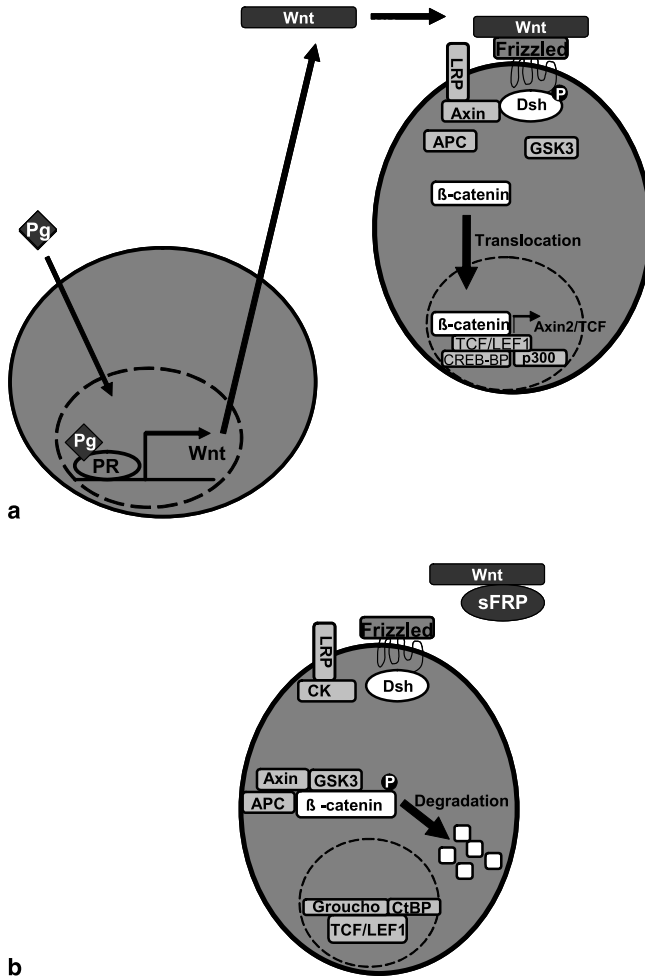 Wnt
Wnt
Frizzled
LRP
P
Dsh
Axin
APC
GSK3
ß-catenin
Translocation
ß-catenin
Axin2/TCF
TCF/LEF1
CREB-BP
p300
Pg
Pg
PR
Wnt
a
Wnt
sFRP
Frizzled
LRP
CK
Dsh
Axin
GSK3
P
APC
ß -catenin
Degradation
Groucho
CtBP
TCF/LEF1
b